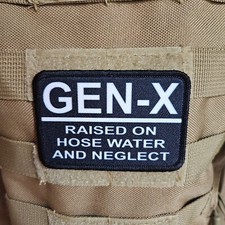 GEN-X
RAISED ON
HOSE WATER
AND NEGLECT